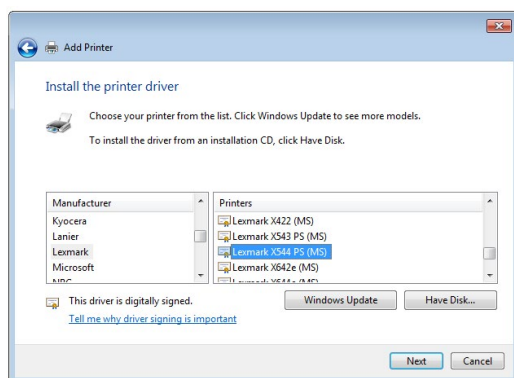 Add Printer
Install the printer driver
Choose your printer from the list. Click Windows Update to see more models.
To install the driver from an installation CD, click Have Disk.
Manufacturer
Kyocera
Lanier
Lexmark
Microsoft
Printers
Lexmark X422 (MS)
Lexmark X543 PS (MS)
Lexmark X544 PS (MS)
Lexmark X642e (MS)
This driver is digitally signed.
Tell me why driver signing is important
Windows Update
Have Disk...
Next
Cancel